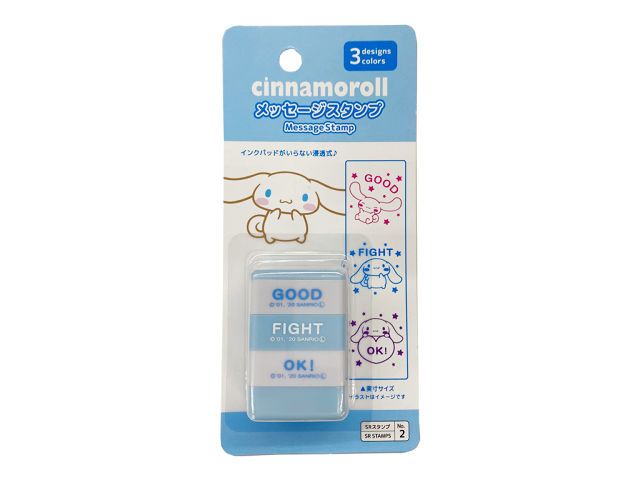 3 designs
colors
cinnamoroll
メッセージスタンプ
Message Stamp
インクパッドがいらない浸透式♪
GOOD
FIGHT
OK!
▲実寸サイズ
イラストはイメージです
GOOD
©'01, '20 SANRIO Ⓛ
FIGHT
©'01, '20 SANRIO Ⓛ
OK!
©'01, '20 SANRIO Ⓛ
SRスタンプ
SR STAMPS
No.
2